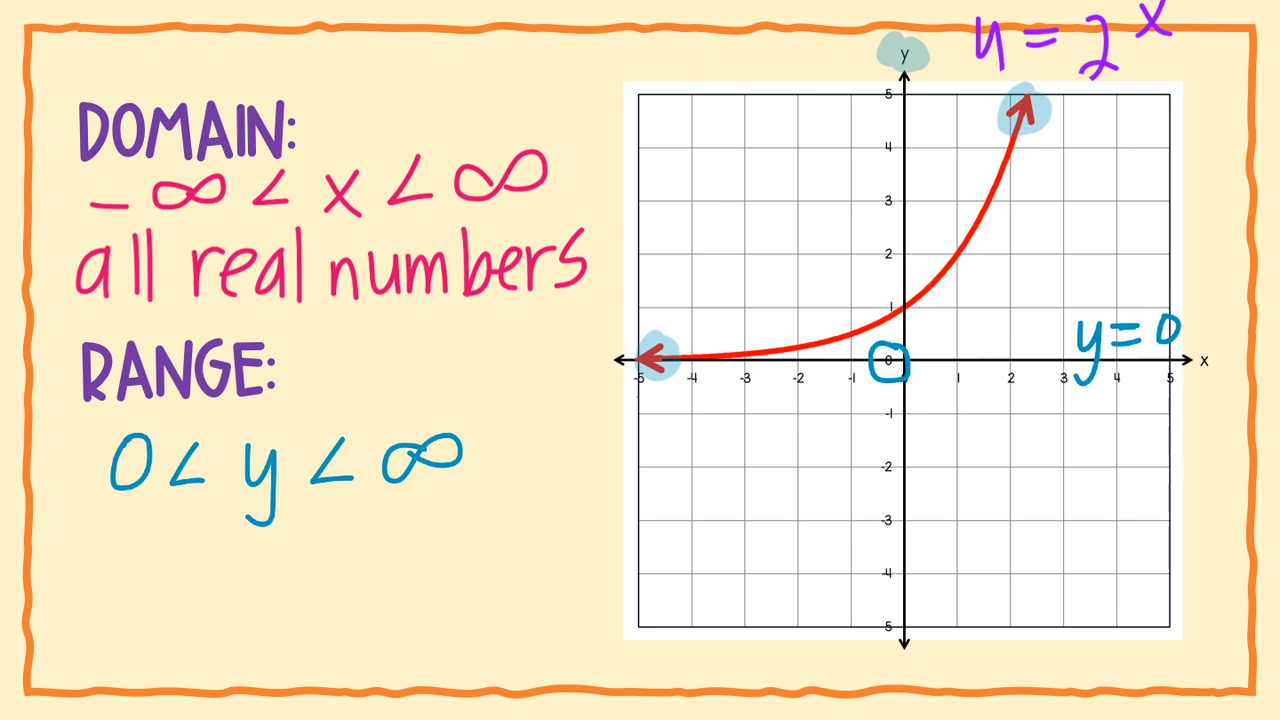 y = 2^x
DOMAIN:
- ∞ < x < ∞
all real numbers
RANGE:
0 < y < ∞
y
5
4
3
2
1
y = 0
0
x
-5 -4 -3 -2 -1 1 2 3 4 5
-1
-2
-3
-4
5